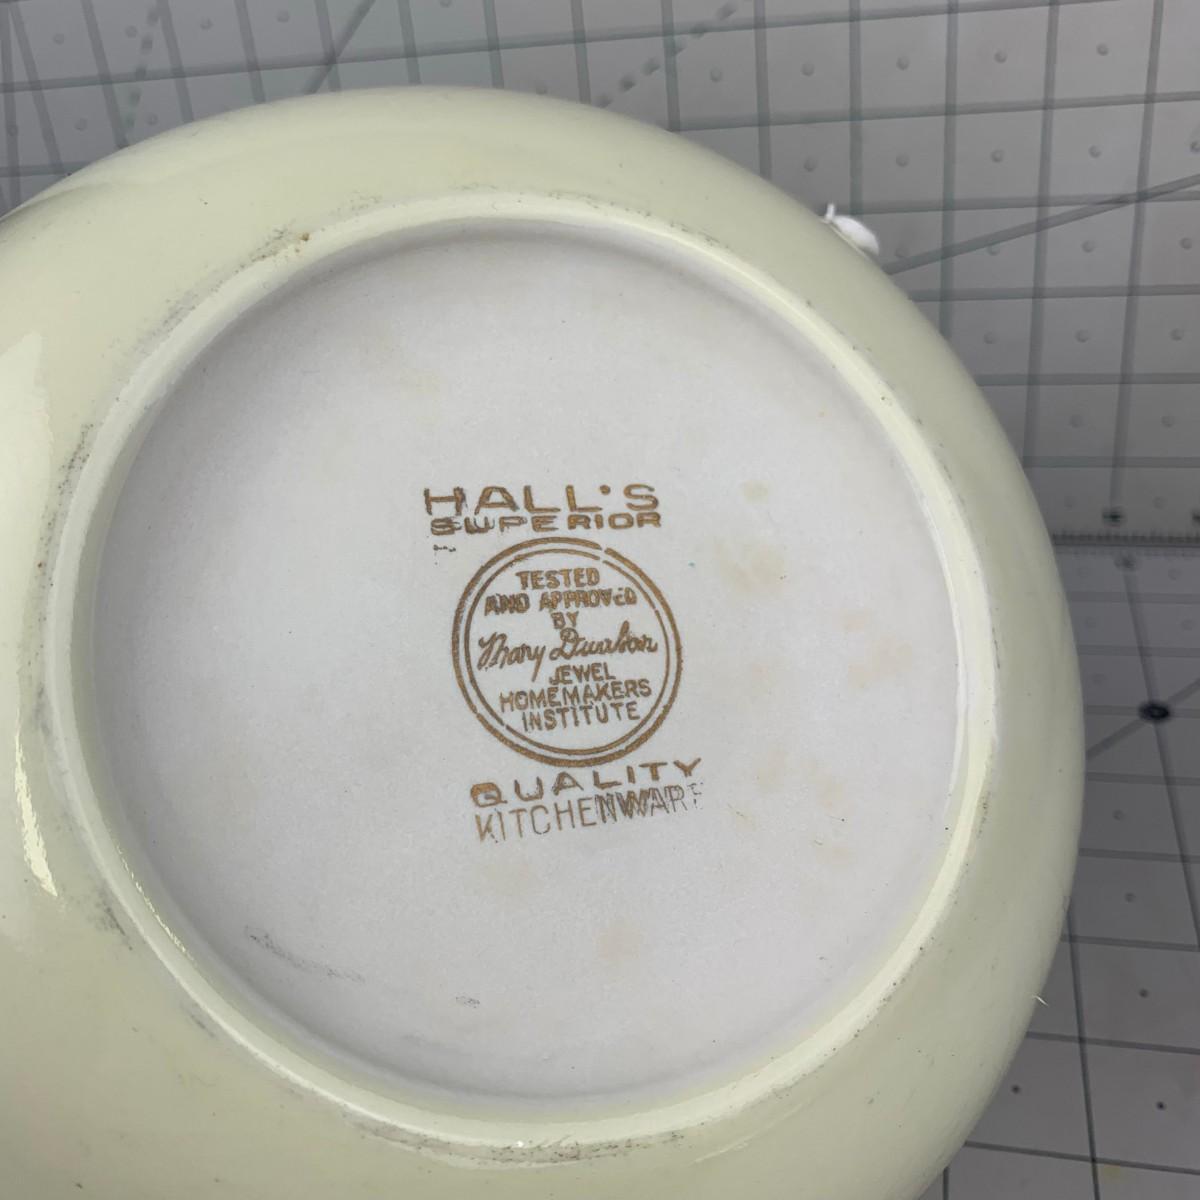 HALL'S
SUPERIOR
TESTED
AND APPROVED
BY
Mary Dunbar
JEWEL
HOMEMAKERS
INSTITUTE
QUALITY
KITCHENWARE